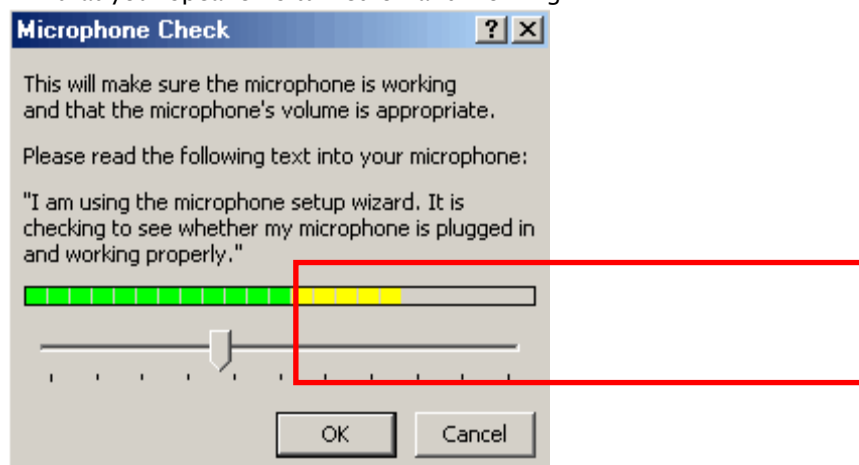 Microphone Check
This will make sure the microphone is working
and that the microphone's volume is appropriate.
Please read the following text into your microphone:
"I am using the microphone setup wizard. It is
checking to see whether my microphone is plugged in
and working properly."
OK Cancel